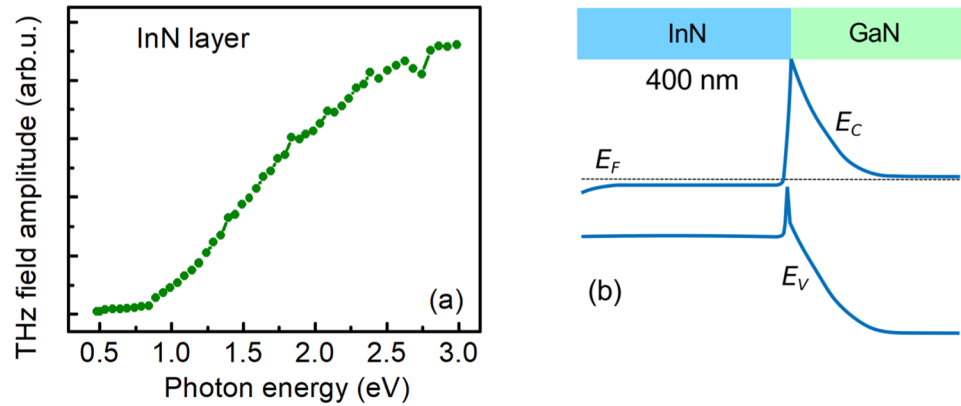 InN layer
THz field amplitude (arb.u.)
(a)
0.5 1.0 1.5 2.0 2.5 3.0
Photon energy (eV)
InN GaN
400 nm
E_C
E_F
E_V
(b)